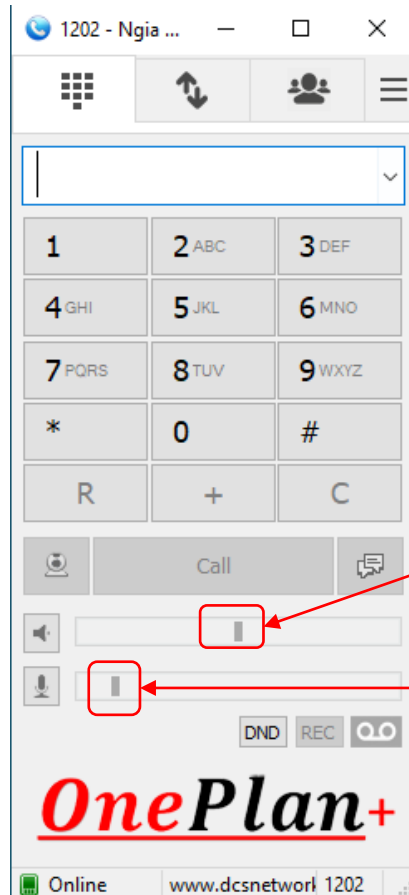 1202 - Ngia ...
1 2 ABC 3 DEF
4 GHI 5 JKL 6 MNO
7 PQRS 8 TUV 9 WXYZ
* 0 #
R + C
Call
DND REC
OnePlan+
Online www.dcsnetwork 1202